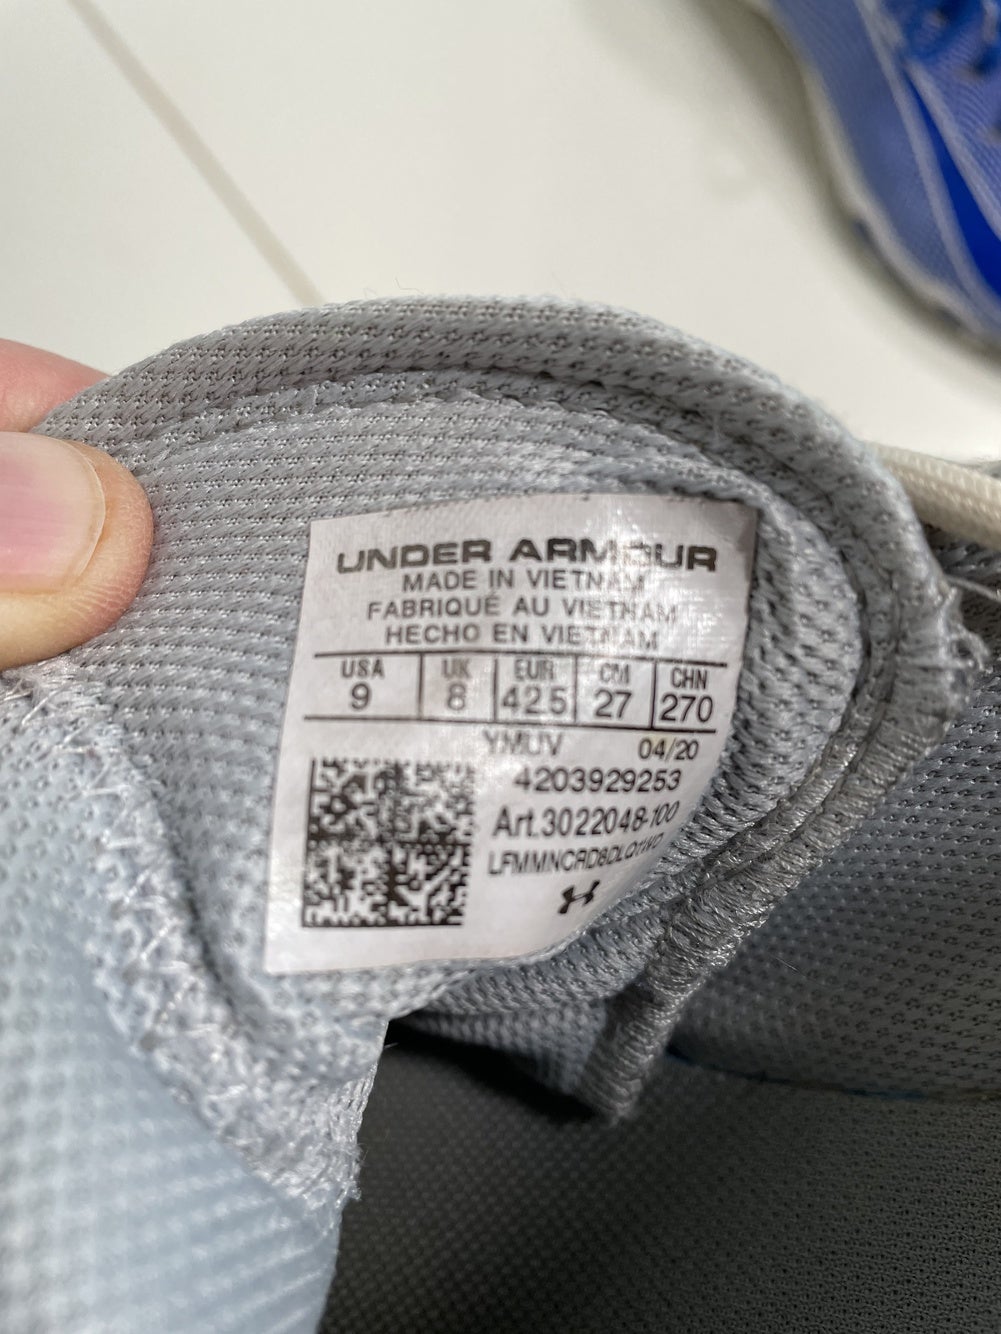 UNDER ARMOUR
MADE IN VIETNAM
FABRIQUÉ AU VIETNAM
HECHO EN VIETNAM
USA UK EUR CM CHN
9 8 42.5 27 270
YMUV 04/20
4203929253
Art.3022048-100